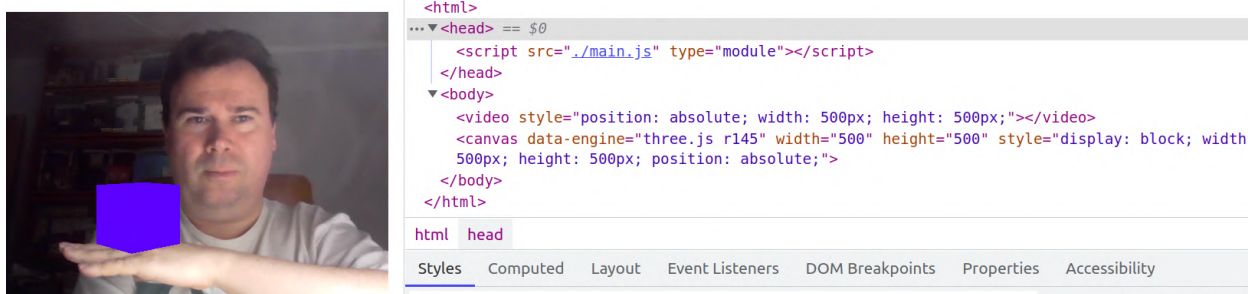 <html>
··· ▼<head> == $0
<script src="./main.js" type="module"></script>
</head>
▼<body>
<video style="position: absolute; width: 500px; height: 500px;"></video>
<canvas data-engine="three.js r145" width="500" height="500" style="display: block; width
500px; height: 500px; position: absolute;">
</body>
</html>
html head
Styles Computed Layout Event Listeners DOM Breakpoints Properties Accessibility